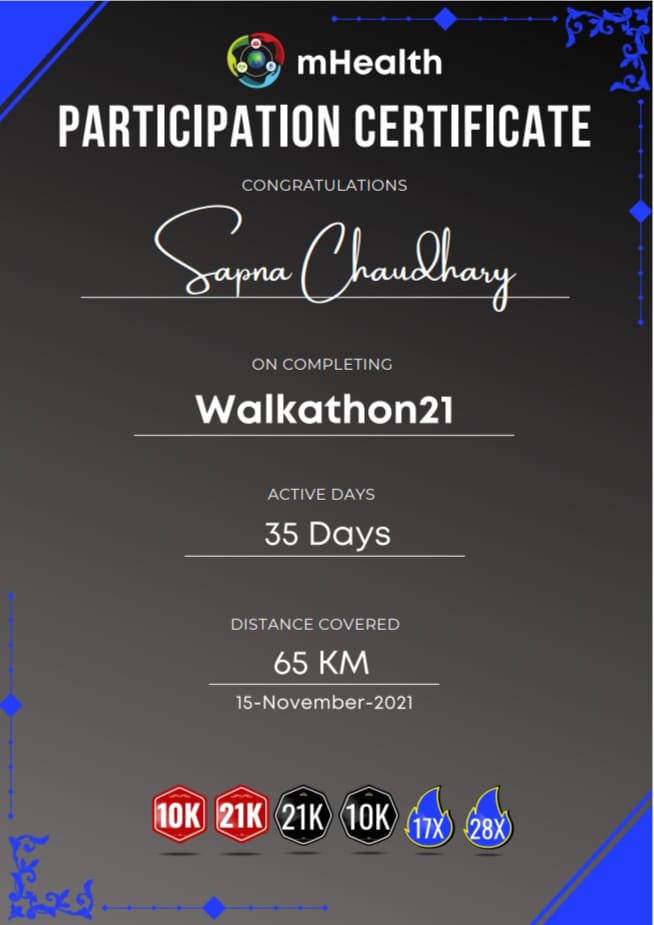 mHealth
PARTICIPATION CERTIFICATE
CONGRATULATIONS
Sapna Chaudhary
ON COMPLETING
Walkathon21
ACTIVE DAYS
35 Days
DISTANCE COVERED
65 KM
15-November-2021
10K 21K 21K 10K 17X 28X